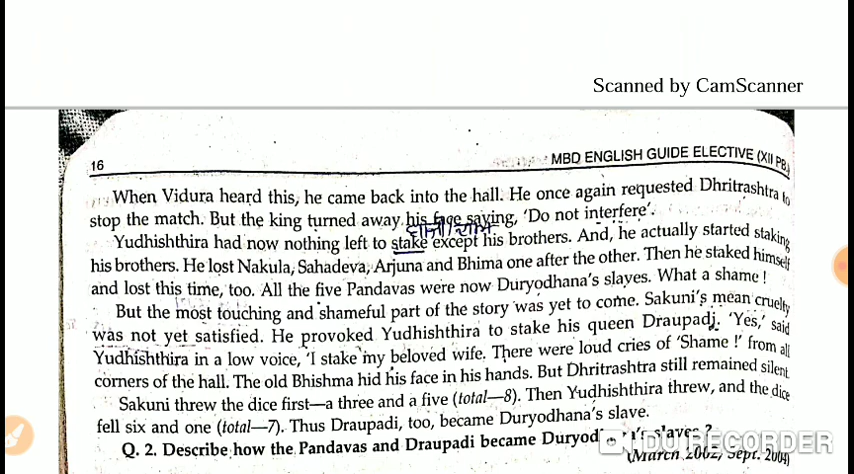 Scanned by CamScanner
16
MBD ENGLISH GUIDE ELECTIVE (XII PB.)
When Vidura heard this, he came back into the hall. He once again requested Dhritrashtra to
stop the match. But the king turned away his face saying, 'Do not interfere'.
Yudhishthira had now nothing left to stake except his brothers. And, he actually started staking
his brothers. He lost Nakula, Sahadeva, Arjuna and Bhima one after the other. Then he staked himself
and lost this time, too. All the five Pandavas were now Duryodhana's slaves. What a shame !
But the most touching and shameful part of the story was yet to come. Sakuni's mean cruelty
was not yet satisfied. He provoked Yudhishthira to stake his queen Draupadi. 'Yes,' said
Yudhishthira in a low voice, 'I stake my beloved wife. There were loud cries of 'Shame !' from all
corners of the hall. The old Bhishma hid his face in his hands. But Dhritrashtra still remained silent.
Sakuni threw the dice first—a three and a five (total—8). Then Yudhishthira threw, and the dice
fell six and one (total—7). Thus Draupadi, too, became Duryodhana's slave.
Q. 2. Describe how the Pandavas and Draupadi became slaves ?
DU RECORDER
(March 2002, Sept. 2004)